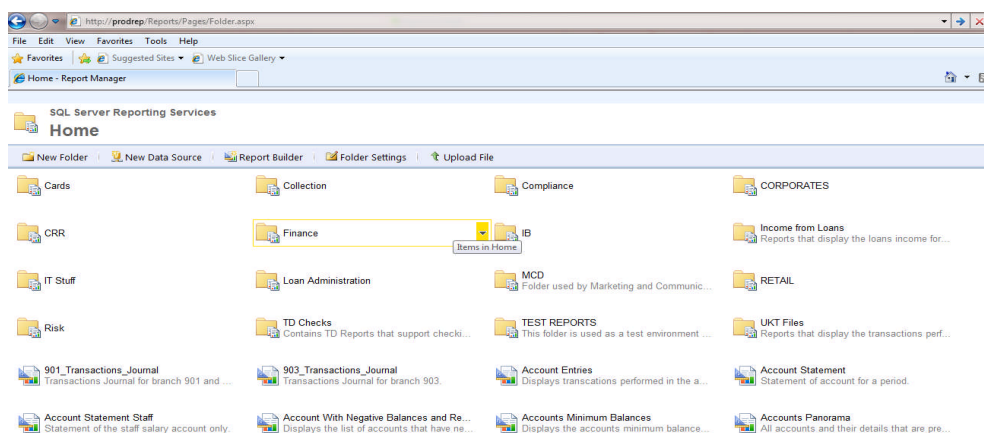 http://prodrep/Reports/Pages/Folder.aspx
File Edit View Favorites Tools Help
Favorites Suggested Sites Web Slice Gallery
Home - Report Manager
SQL Server Reporting Services
Home
New Folder New Data Source Report Builder Folder Settings Upload File
Cards Collection Compliance CORPORATES
CRR Finance IB Income from Loans
Reports that display the loans income for...
Items in Home
IT Stuff Loan Administration MCD RETAIL
Folder used by Marketing and Communic...
Risk TD Checks TEST REPORTS UKT Files
Contains TD Reports that support checki... This folder is used as a test environment ... Reports that display the transactions perf...
901_Transactions_Journal 903_Transactions_Journal Account Entries Account Statement
Transactions Journal for branch 901 and ... Transactions Journal for branch 903. Displays transcations performed in the a... Statement of account for a period.
Account Statement Staff Account With Negative Balances and Re... Accounts Minimum Balances Accounts Panorama
Statement of the staff salary account only. Displays the list of accounts that have ne... Displays the accounts minimum balance... All accounts and their details that are pre...